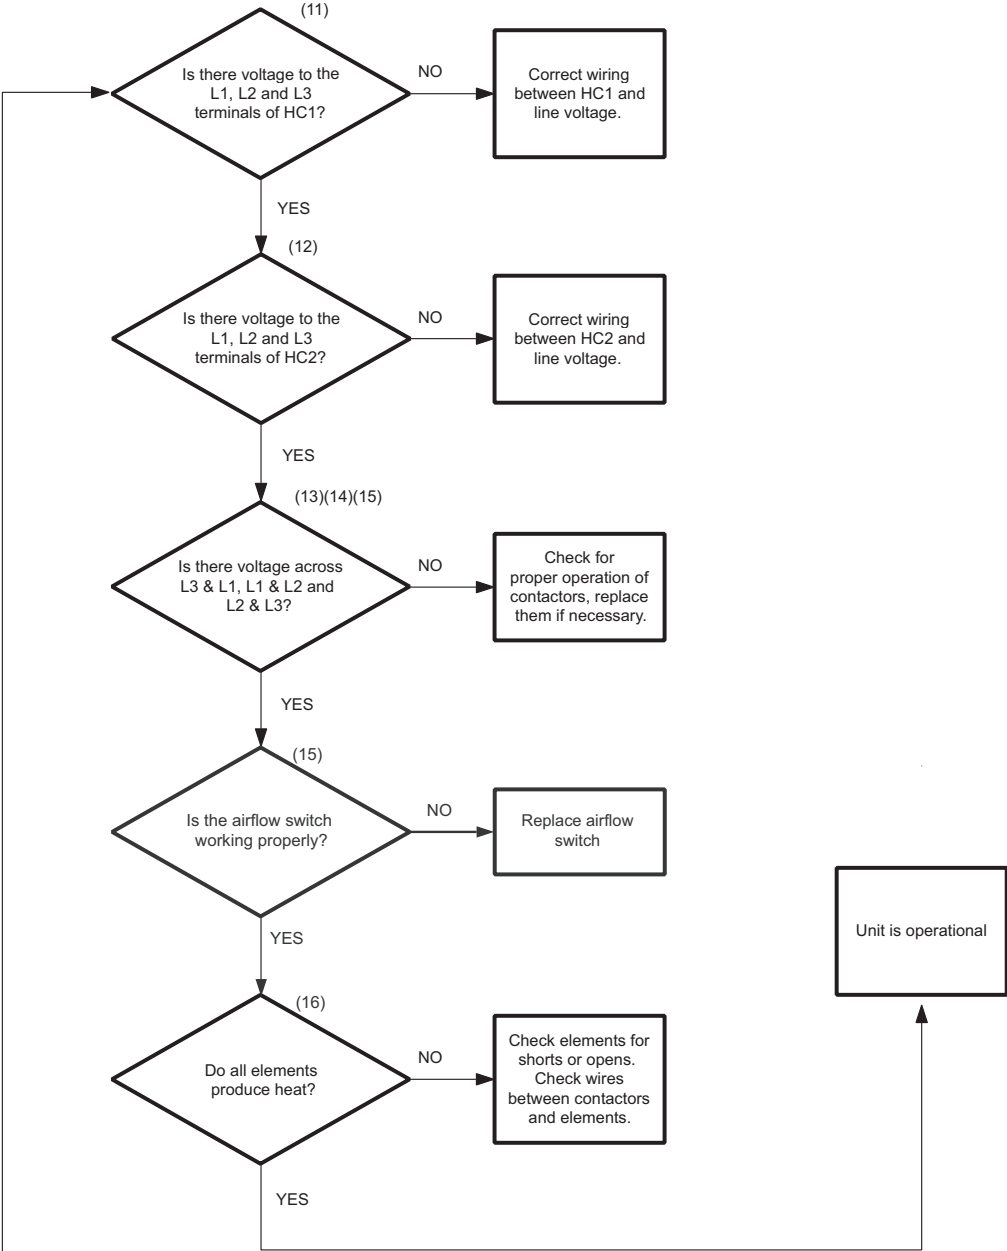 (11)
Is there voltage to the
L1, L2 and L3
terminals of HC1?
NO
Correct wiring
between HC1 and
line voltage.
YES
(12)
Is there voltage to the
L1, L2 and L3
terminals of HC2?
NO
Correct wiring
between HC2 and
line voltage.
YES
(13)(14)(15)
Is there voltage across
L3 & L1, L1 & L2 and
L2 & L3?
NO
Check for
proper operation of
contactors, replace
them if necessary.
YES
(15)
Is the airflow switch
working properly?
NO
Replace airflow
switch
YES
Unit is operational
(16)
Do all elements
produce heat?
NO
Check elements for
shorts or opens.
Check wires
between contactors
and elements.
YES